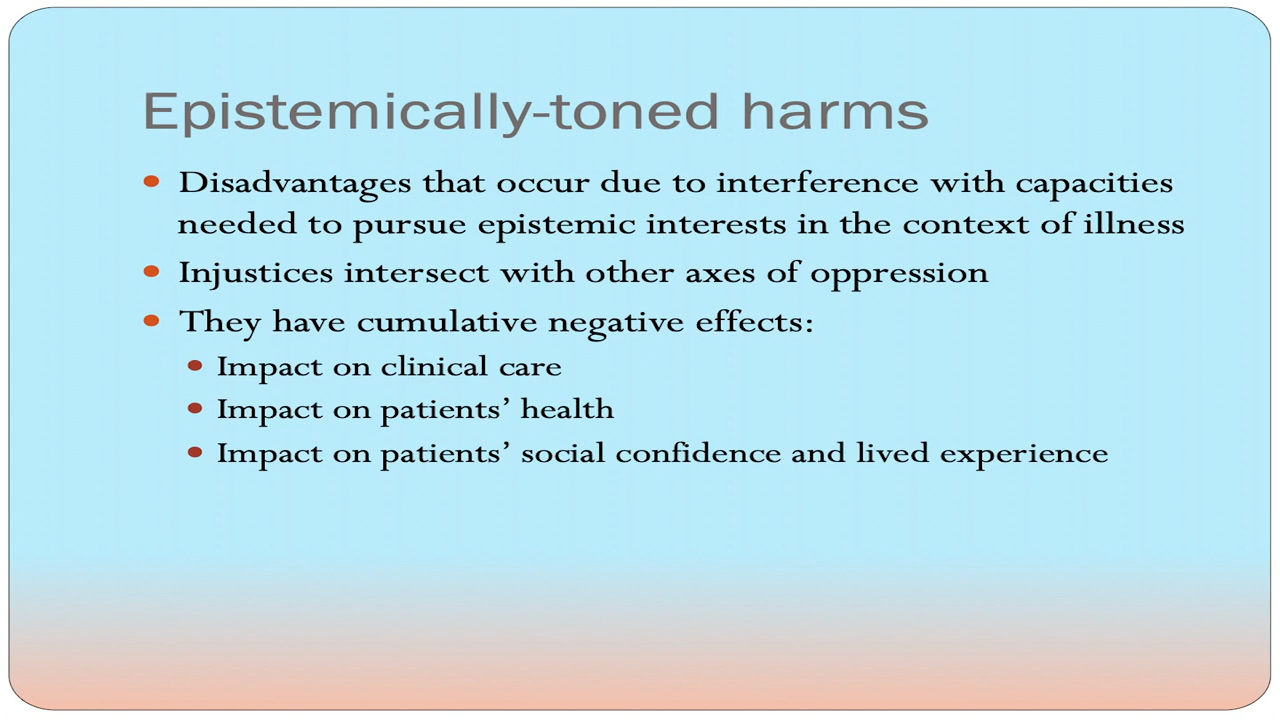 Epistemically-toned harms
• Disadvantages that occur due to interference with capacities
needed to pursue epistemic interests in the context of illness
• Injustices intersect with other axes of oppression
• They have cumulative negative effects:
• Impact on clinical care
• Impact on patients’ health
• Impact on patients’ social confidence and lived experience